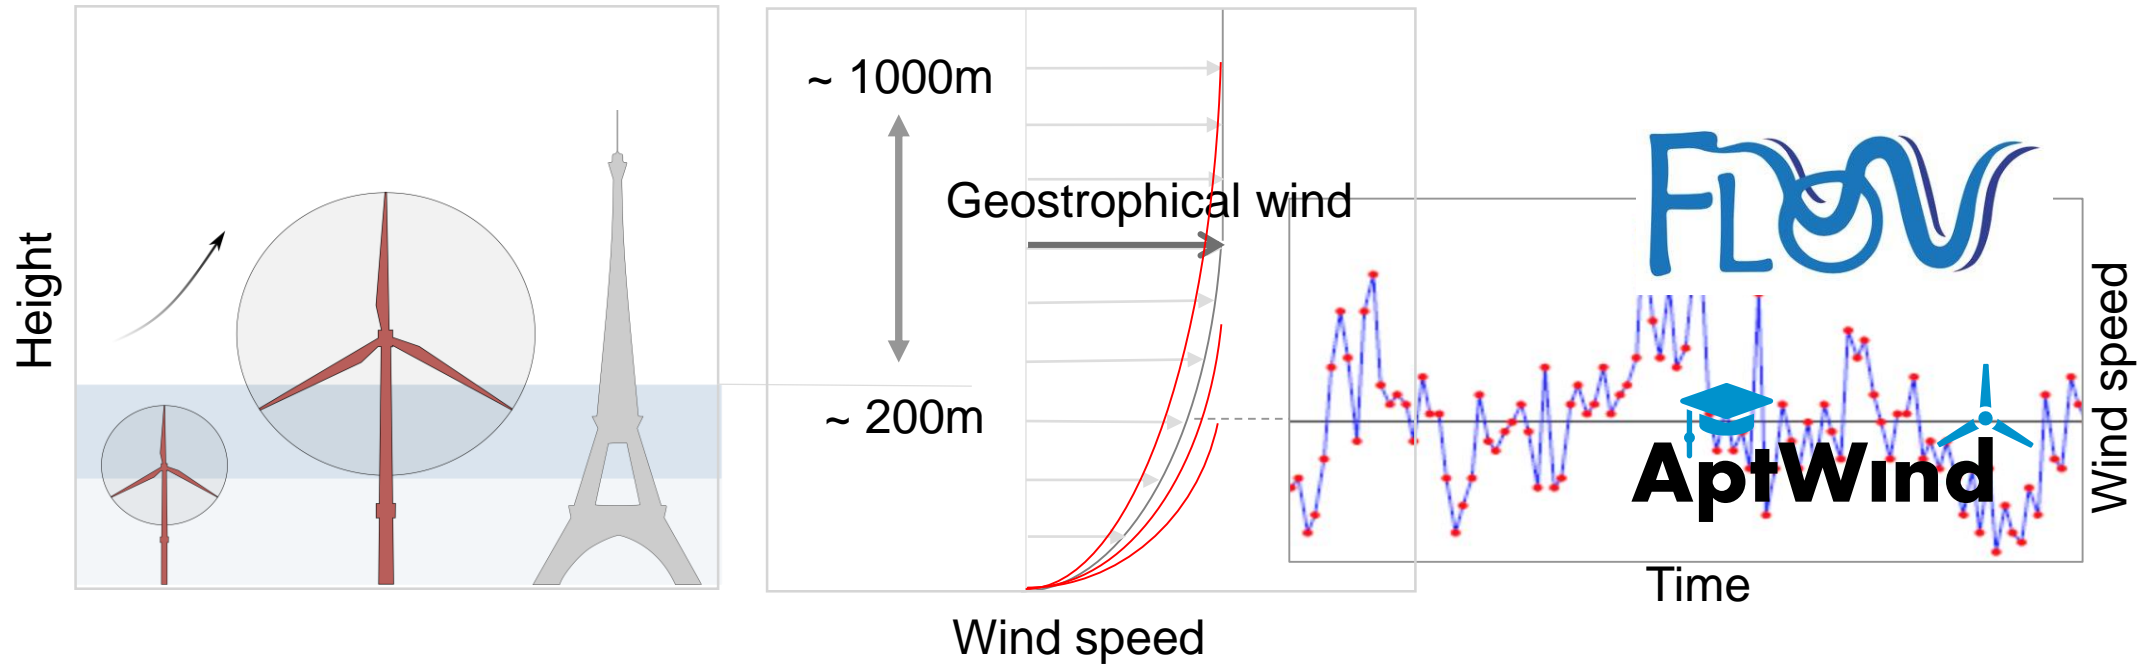 Height
~ 1000m
Geostrophical wind
~ 200m
Wind speed
FLOW
AptWind
Time
Wind speed